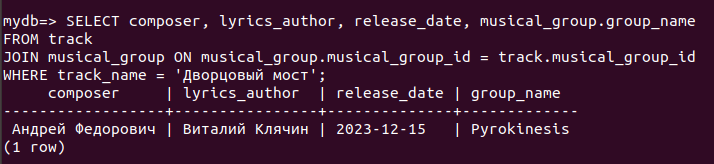 mydb=> SELECT composer, lyrics_author, release_date, musical_group.group_name
FROM track
JOIN musical_group ON musical_group.musical_group_id = track.musical_group_id
WHERE track_name = 'Дворцовый мост';
     composer     | lyrics_author  | release_date | group_name
------------------+----------------+--------------+-------------
 Андрей Федорович | Виталий Клячин | 2023-12-15   | Pyrokinesis
(1 row)